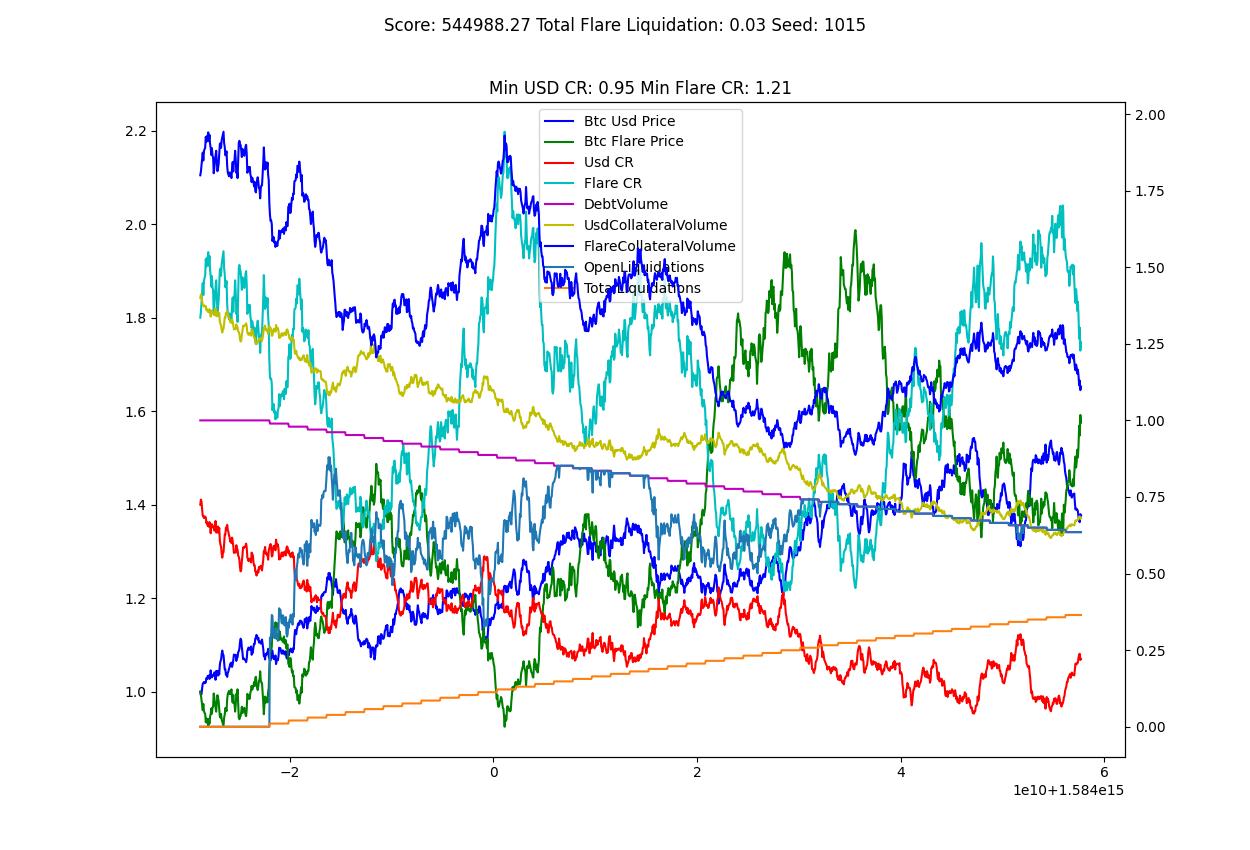 Score: 544988.27 Total Flare Liquidation: 0.03 Seed: 1015
Min USD CR: 0.95 Min Flare CR: 1.21
Btc Usd Price
Btc Flare Price
Usd CR
Flare CR
DebtVolume
UsdCollateralVolume
FlareCollateralVolume
OpenLiquidations
TotalLiquidations
2.2
2.0
1.8
1.6
1.4
1.2
1.0
2.00
1.75
1.50
1.25
1.00
0.75
0.50
0.25
0.00
−2
0
2
4
6
1e10+1.584e15